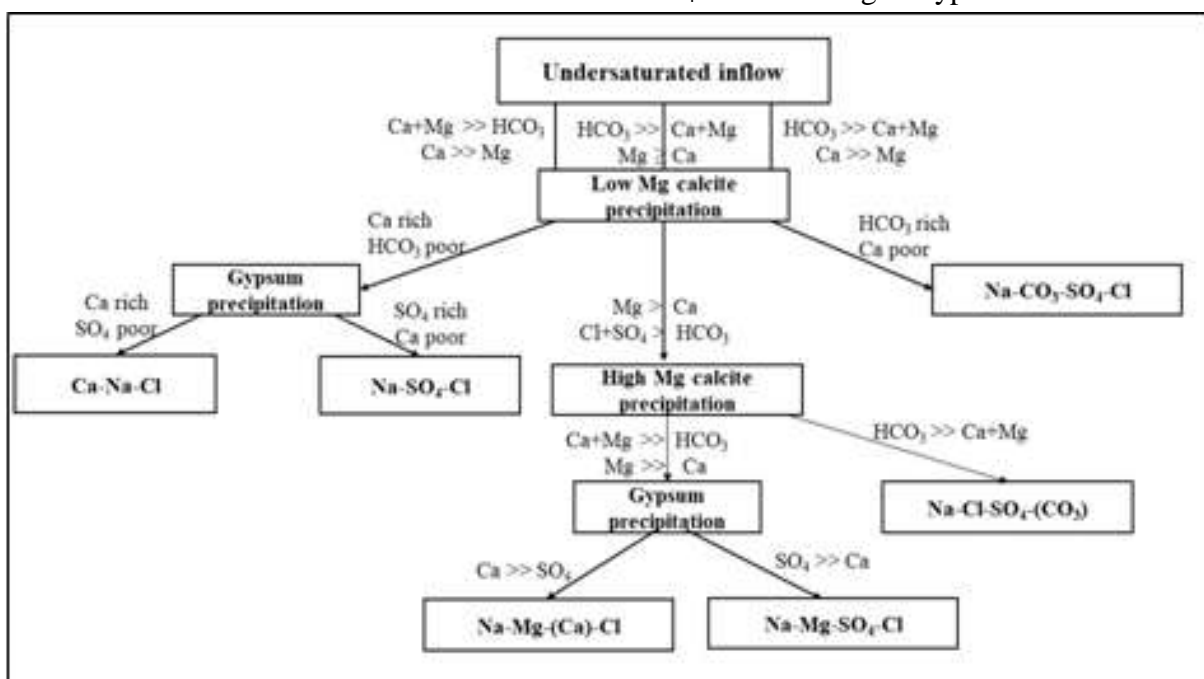 Undersaturated inflow
Ca+Mg >> HCO₃
Ca >> Mg
HCO₃ >> Ca+Mg
Mg ≥ Ca
HCO₃ >> Ca+Mg
Ca >> Mg
Low Mg calcite
precipitation
Ca rich
HCO₃ poor
HCO₃ rich
Ca poor
Gypsum
precipitation
Na-CO₃-SO₄-Cl
Ca rich
SO₄ poor
SO₄ rich
Ca poor
Mg > Ca
Cl+SO₄ > HCO₃
Ca-Na-Cl
Na-SO₄-Cl
High Mg calcite
precipitation
Ca+Mg >> HCO₃
Mg >> Ca
HCO₃ >> Ca+Mg
Gypsum
precipitation
Na-Cl-SO₄-(CO₃)
Ca >> SO₄
SO₄ >> Ca
Na-Mg-(Ca)-Cl
Na-Mg-SO₄-Cl